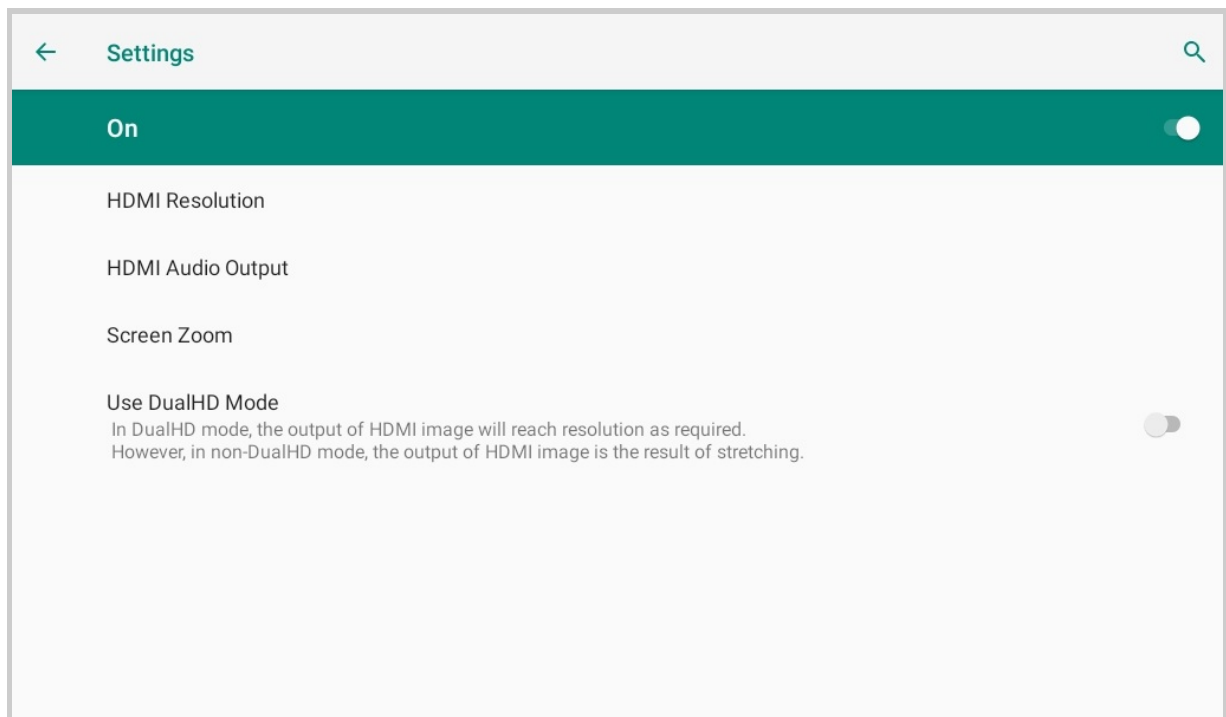 Settings
On
HDMI Resolution
HDMI Audio Output
Screen Zoom
Use DualHD Mode
In DualHD mode, the output of HDMI image will reach resolution as required.
However, in non-DualHD mode, the output of HDMI image is the result of stretching.